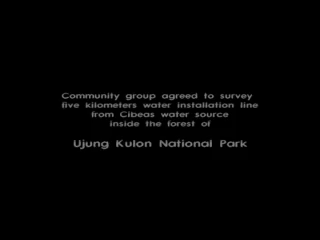 Community group agreed to survey
five kilometers water installation line
from Cibeas water source
inside the forest of
Ujung Kulon National Park